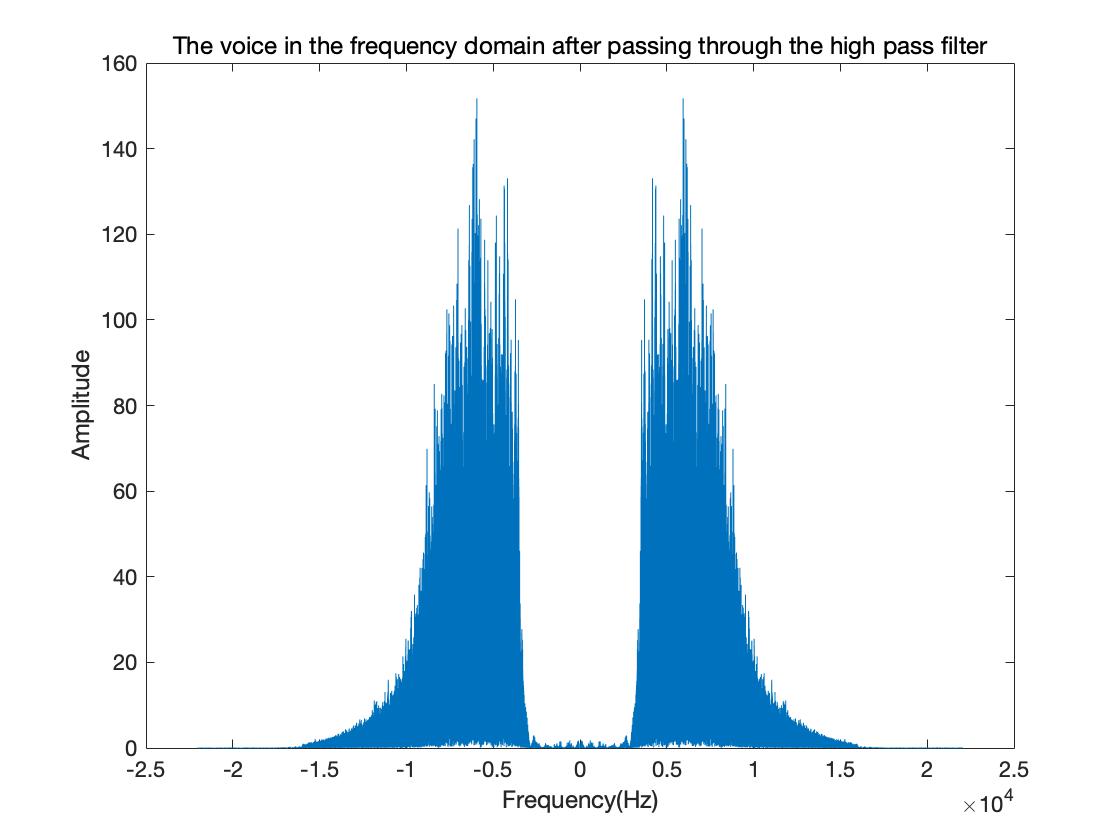 The voice in the frequency domain after passing through the high pass filter
160
140
120
100
80
60
40
20
0
Amplitude
-2.5 -2 -1.5 -1 -0.5 0 0.5 1 1.5 2 2.5
Frequency(Hz)
×10⁴